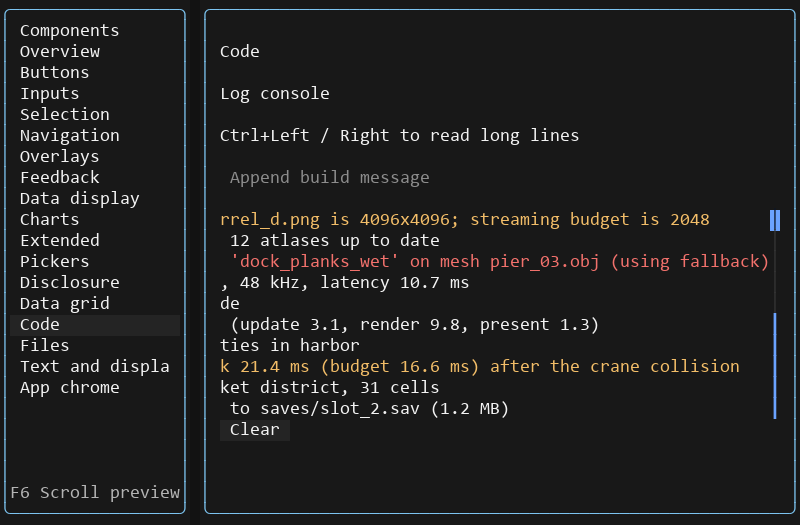 Components
Overview
Buttons
Inputs
Selection
Navigation
Overlays
Feedback
Data display
Charts
Extended
Pickers
Disclosure
Data grid
Code
Files
Text and displa
App chrome
F6 Scroll preview
Code
Log console
Ctrl+Left / Right to read long lines
Append build message
rrel_d.png is 4096x4096; streaming budget is 2048
12 atlases up to date
'dock_planks_wet' on mesh pier_03.obj (using fallback)
, 48 kHz, latency 10.7 ms
de
(update 3.1, render 9.8, present 1.3)
ties in harbor
k 21.4 ms (budget 16.6 ms) after the crane collision
ket district, 31 cells
to saves/slot_2.sav (1.2 MB)
Clear